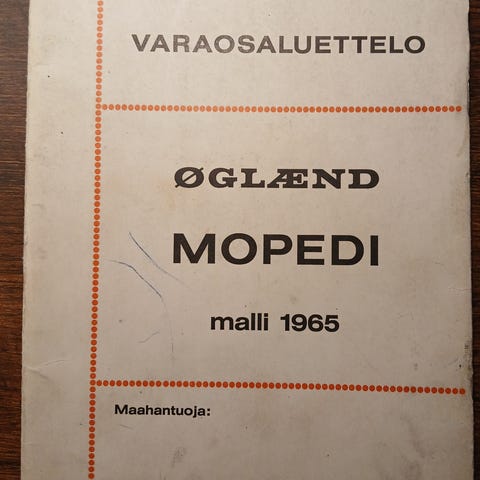 VARAOSALUETTELO
ØGLÆND
MOPEDI
malli 1965
Maahantuoja: